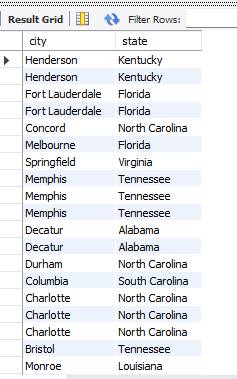 Result Grid Filter Rows:
city state
Henderson Kentucky
Henderson Kentucky
Fort Lauderdale Florida
Fort Lauderdale Florida
Concord North Carolina
Melbourne Florida
Springfield Virginia
Memphis Tennessee
Memphis Tennessee
Memphis Tennessee
Decatur Alabama
Decatur Alabama
Durham North Carolina
Columbia South Carolina
Charlotte North Carolina
Charlotte North Carolina
Charlotte North Carolina
Bristol Tennessee
Monroe Louisiana